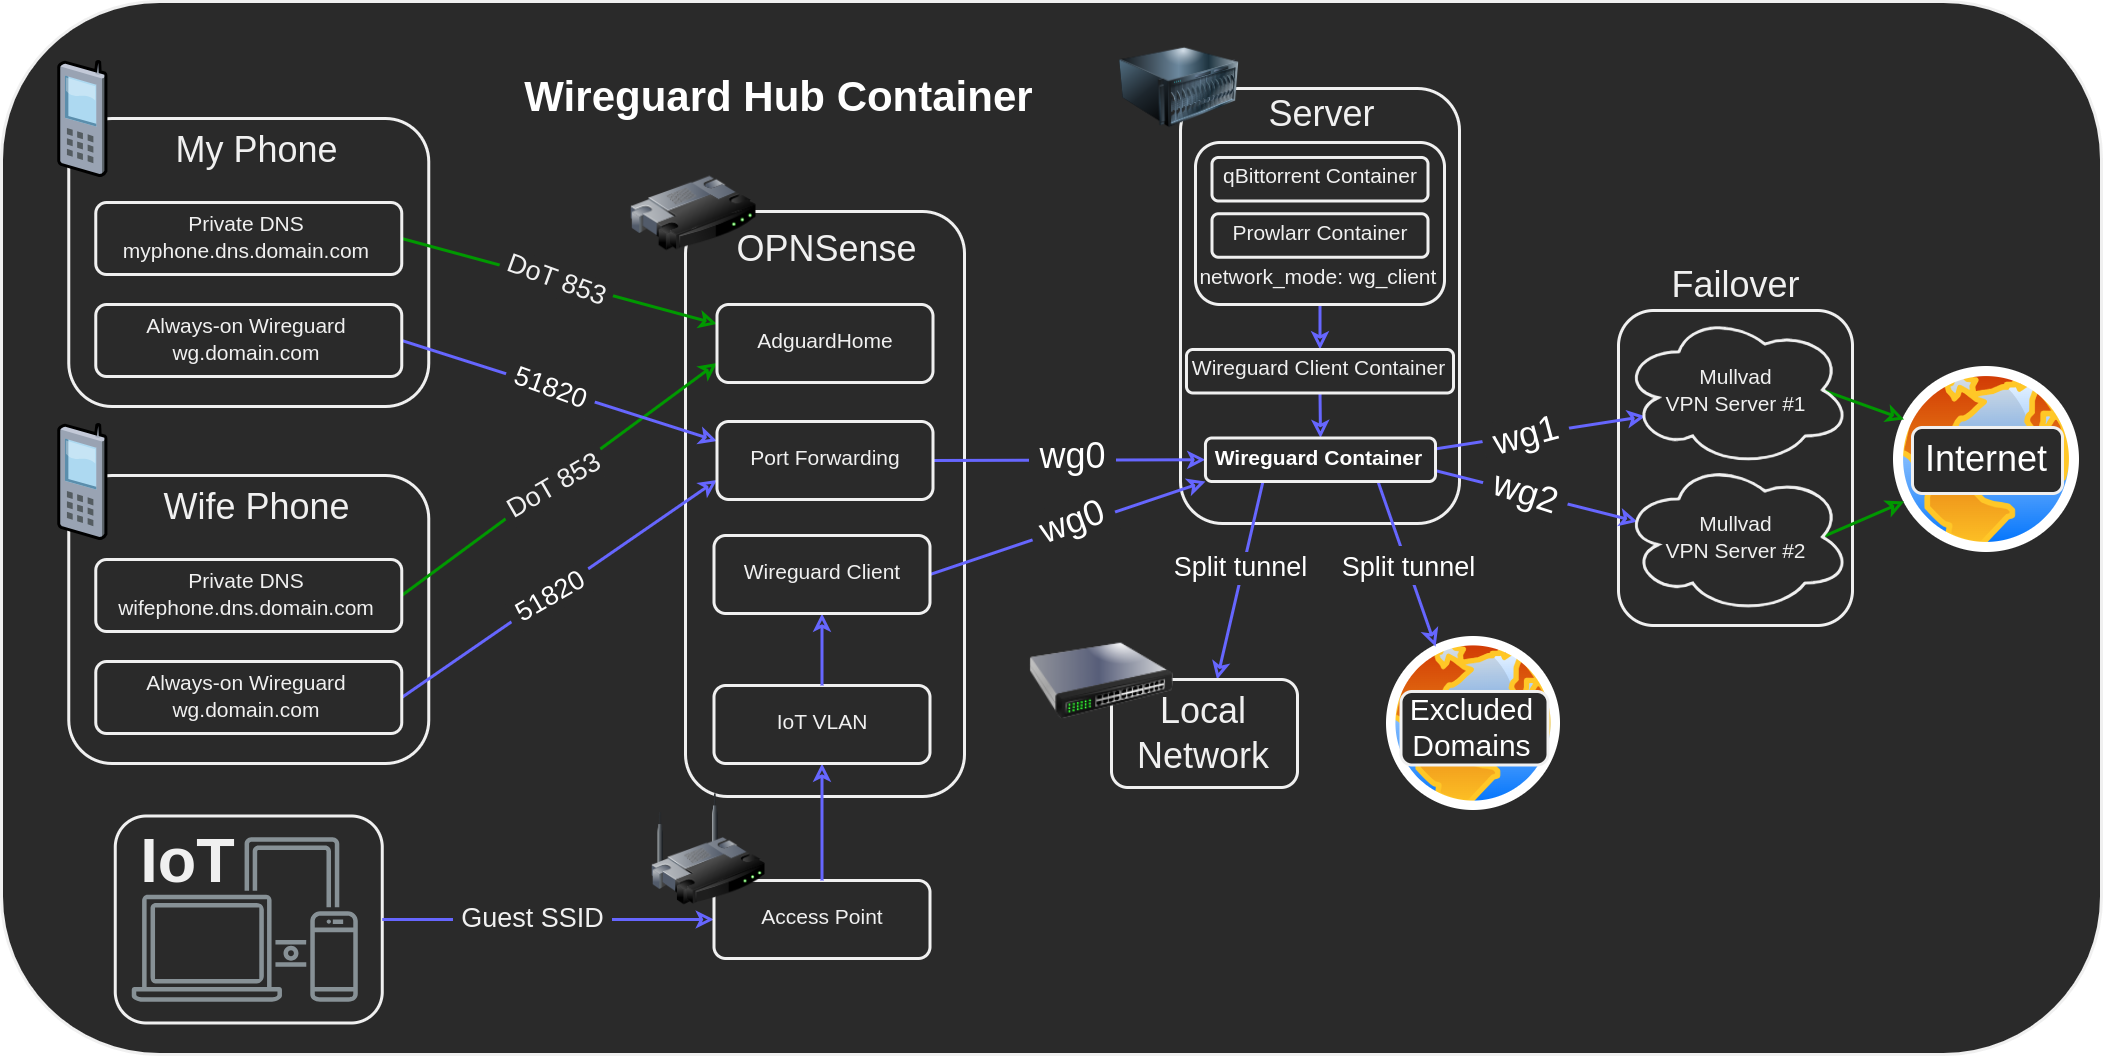 Wireguard Hub Container
My Phone
Private DNS
myphone.dns.domain.com
Always-on Wireguard
wg.domain.com
Wife Phone
Private DNS
wifephone.dns.domain.com
Always-on Wireguard
wg.domain.com
IoT
DoT 853
51820
DoT 853
51820
Guest SSID
OPNSense
AdguardHome
Port Forwarding
Wireguard Client
IoT VLAN
Access Point
wg0
wg0
Server
qBittorrent Container
Prowlarr Container
network_mode: wg_client
Wireguard Client Container
Wireguard Container
Split tunnel
Split tunnel
Local
Network
Excluded
Domains
wg1
wg2
Failover
Mullvad
VPN Server #1
Mullvad
VPN Server #2
Internet